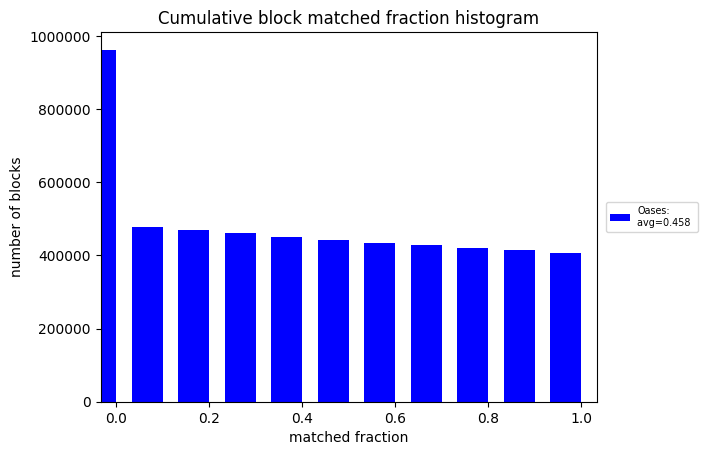 Cumulative block matched fraction histogram
number of blocks
1000000
800000
600000
400000
200000
0
0.0 0.2 0.4 0.6 0.8 1.0
matched fraction
Oases:
avg=0.458